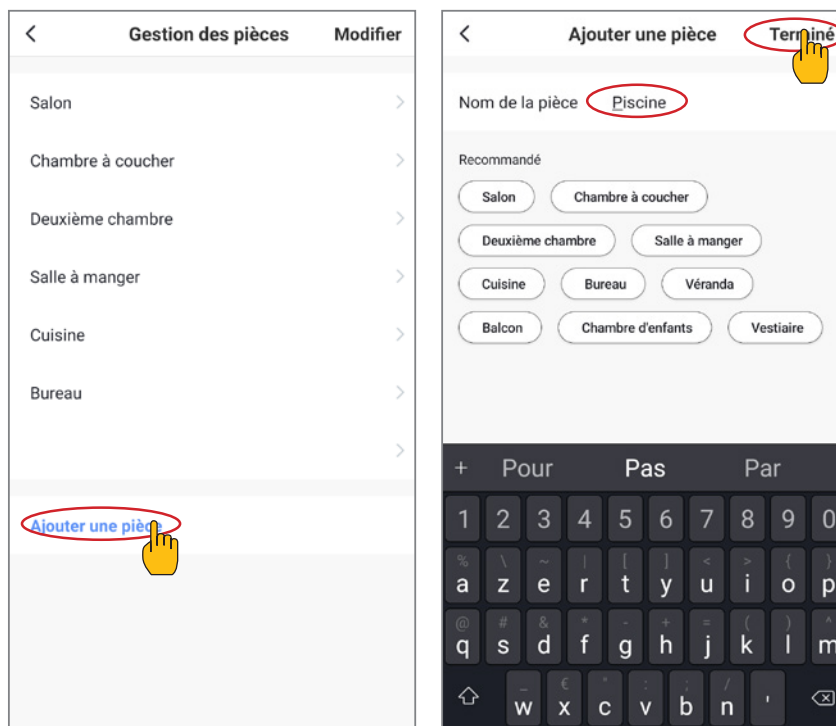 Gestion des pièces Modifier
Salon
Chambre à coucher
Deuxième chambre
Salle à manger
Cuisine
Bureau
Ajouter une pièce
Ajouter une pièce Terminé
Nom de la pièce Piscine
Recommandé
Salon Chambre à coucher
Deuxième chambre Salle à manger
Cuisine Bureau Véranda
Balcon Chambre d'enfants Vestiaire
+ Pour Pas Par
1 2 3 4 5 6 7 8 9 0
% \ ~ | [ ] < > { }
a z e r t y u i o p
@ # & * - + = ( ) ^
q s d f g h j k l m
_ € " : ; /
w x c v b n '